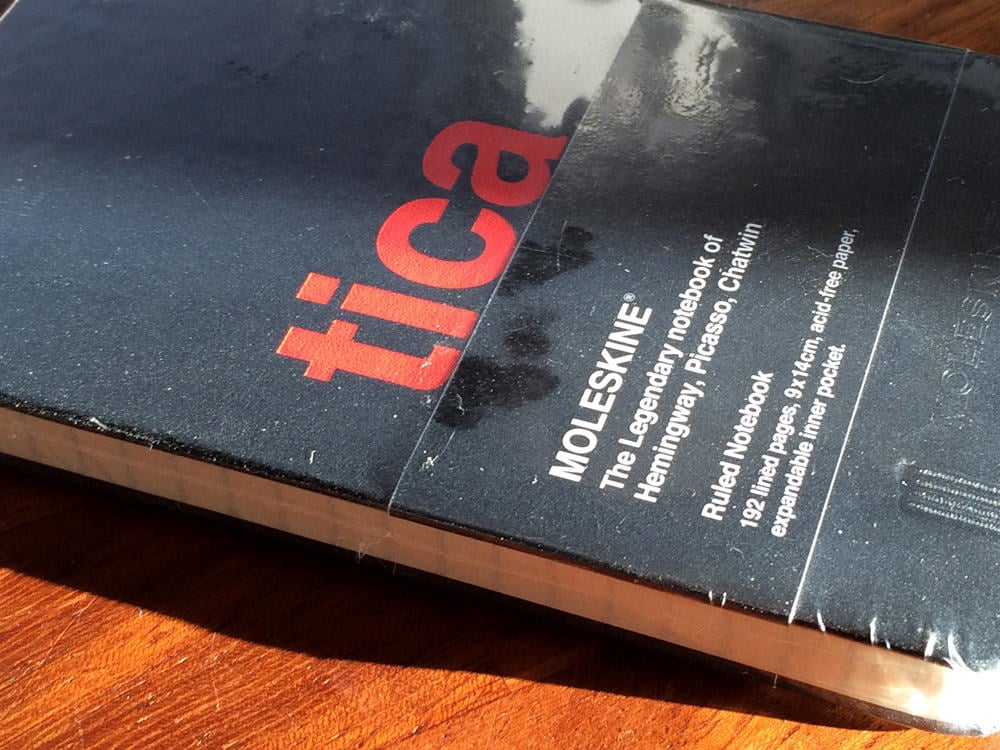 tica
MOLESKINE®
The Legendary notebook of
Hemingway, Picasso, Chatwin
Ruled Notebook
192 lined pages, 9x14cm, acid-free paper,
expandable inner pocket.